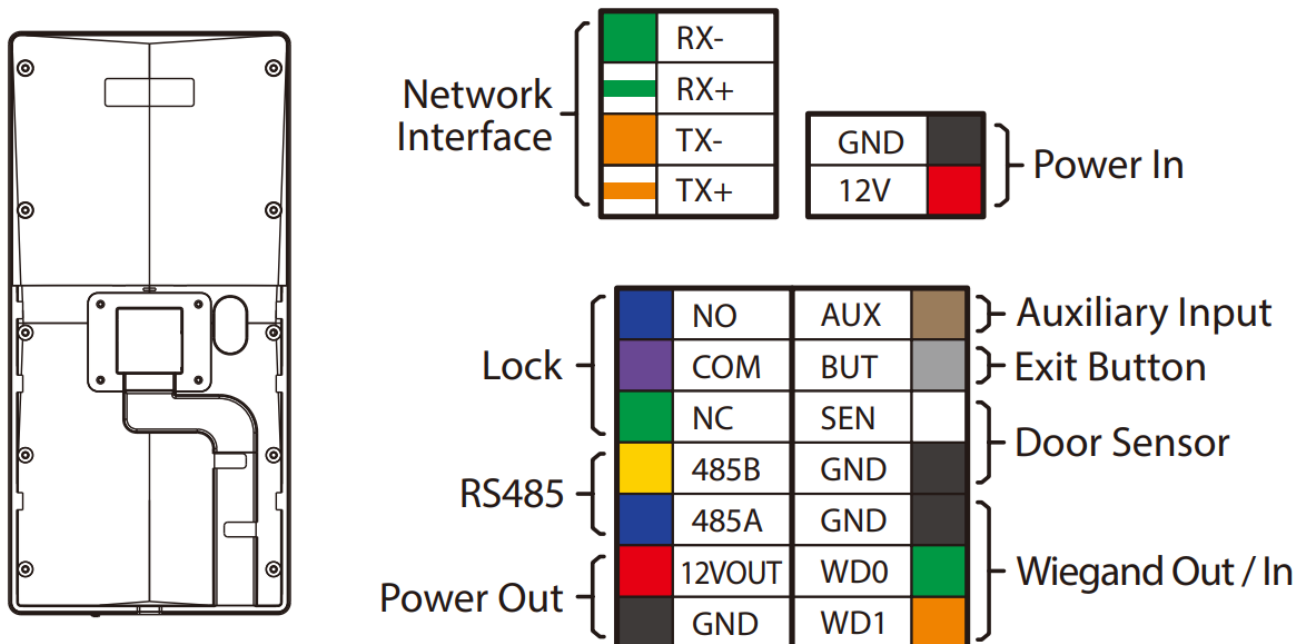 Network
Interface
RX-
RX+
TX-
TX+
GND
12V
Power In
Lock
RS485
Power Out
NO AUX
COM BUT
NC SEN
485B GND
485A GND
12VOUT WD0
GND WD1
Auxiliary Input
Exit Button
Door Sensor
Wiegand Out / In